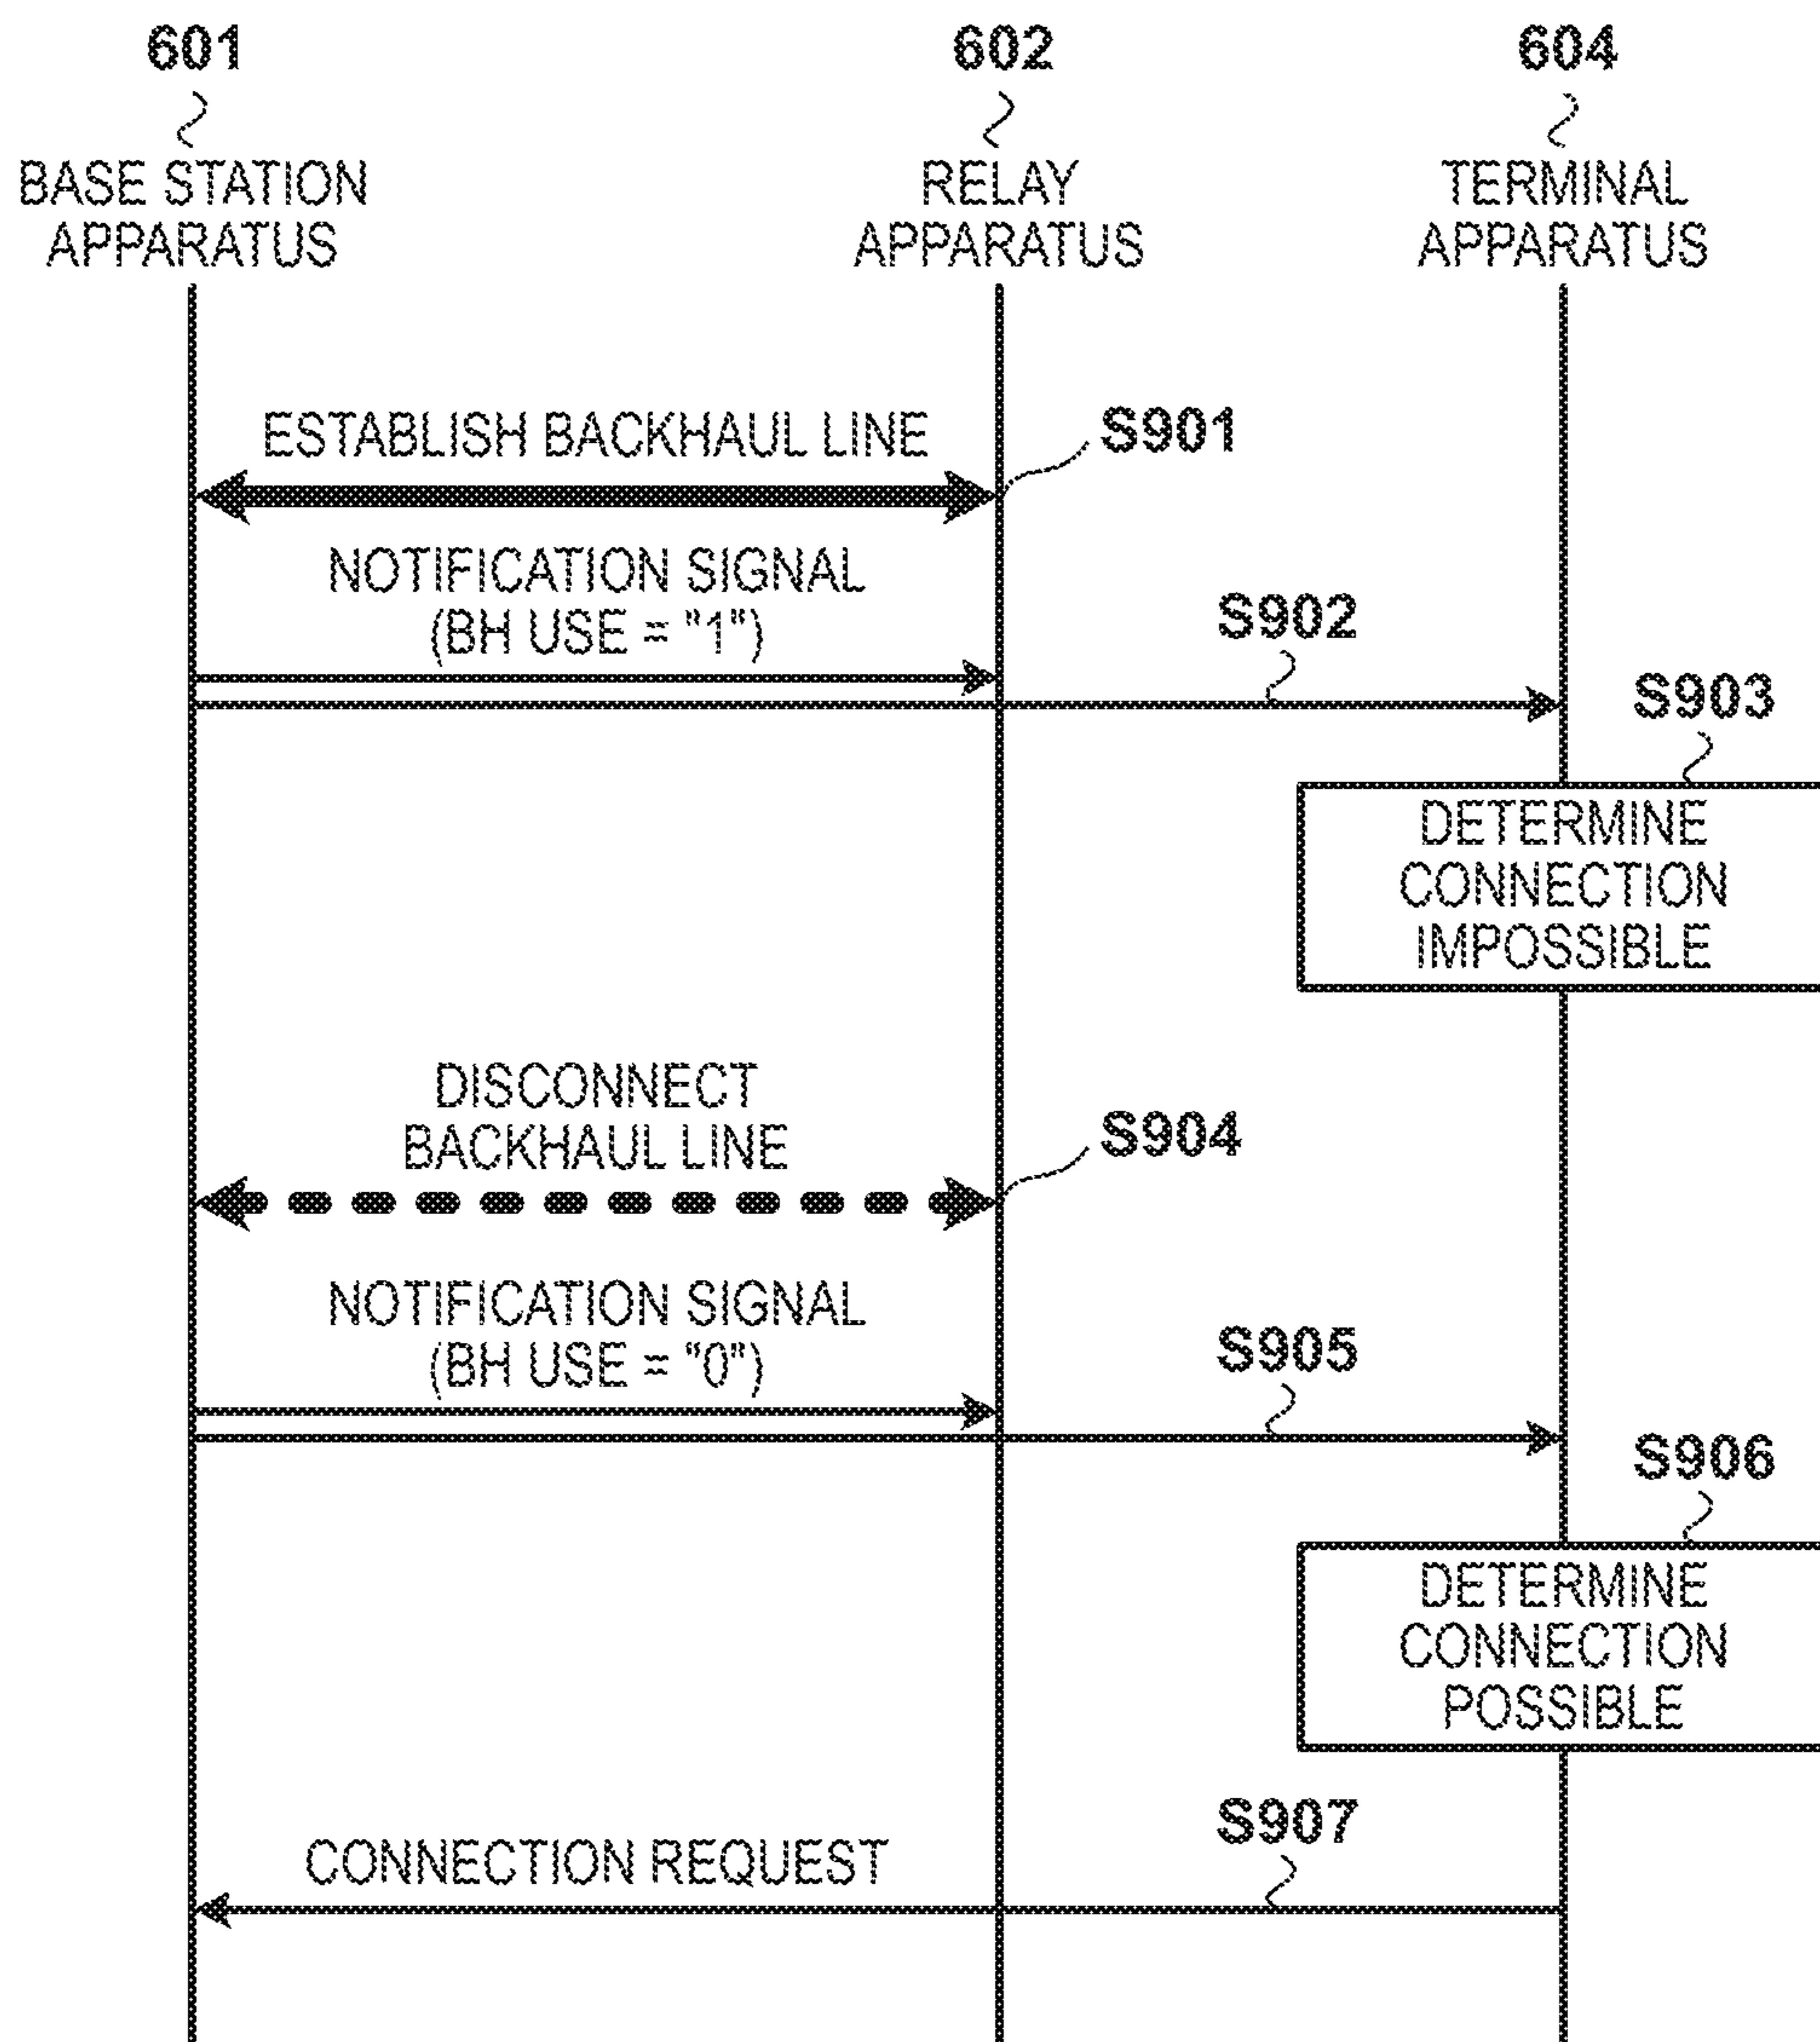 601
602
604
BASE STATION
APPARATUS
RELAY
APPARATUS
TERMINAL
APPARATUS
ESTABLISH BACKHAUL LINE
S901
NOTIFICATION SIGNAL
(BH USE = "1")
S902
S903
DETERMINE
CONNECTION
IMPOSSIBLE
DISCONNECT
BACKHAUL LINE
S904
NOTIFICATION SIGNAL
(BH USE = "0")
S905
S906
DETERMINE
CONNECTION
POSSIBLE
S907
CONNECTION REQUEST